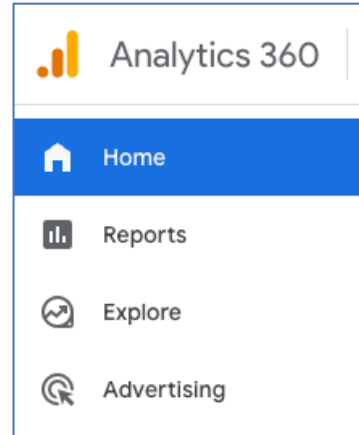 Analytics 360
Home
Reports
Explore
Advertising